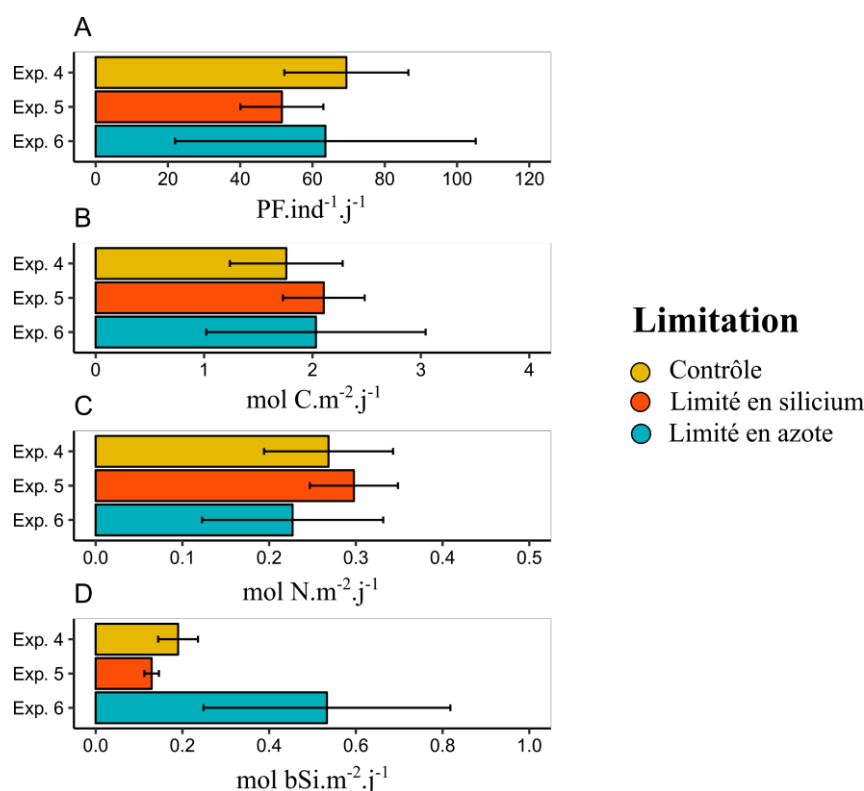 A
Exp. 4
Exp. 5
Exp. 6
0 20 40 60 80 100 120
PF.ind⁻¹.j⁻¹
B
Exp. 4
Exp. 5
Exp. 6
0 1 2 3 4
mol C.m⁻².j⁻¹
C
Exp. 4
Exp. 5
Exp. 6
0.0 0.1 0.2 0.3 0.4 0.5
mol N.m⁻².j⁻¹
D
Exp. 4
Exp. 5
Exp. 6
0.0 0.2 0.4 0.6 0.8 1.0
mol bSi.m⁻².j⁻¹
Limitation
Contrôle
Limité en silicium
Limité en azote